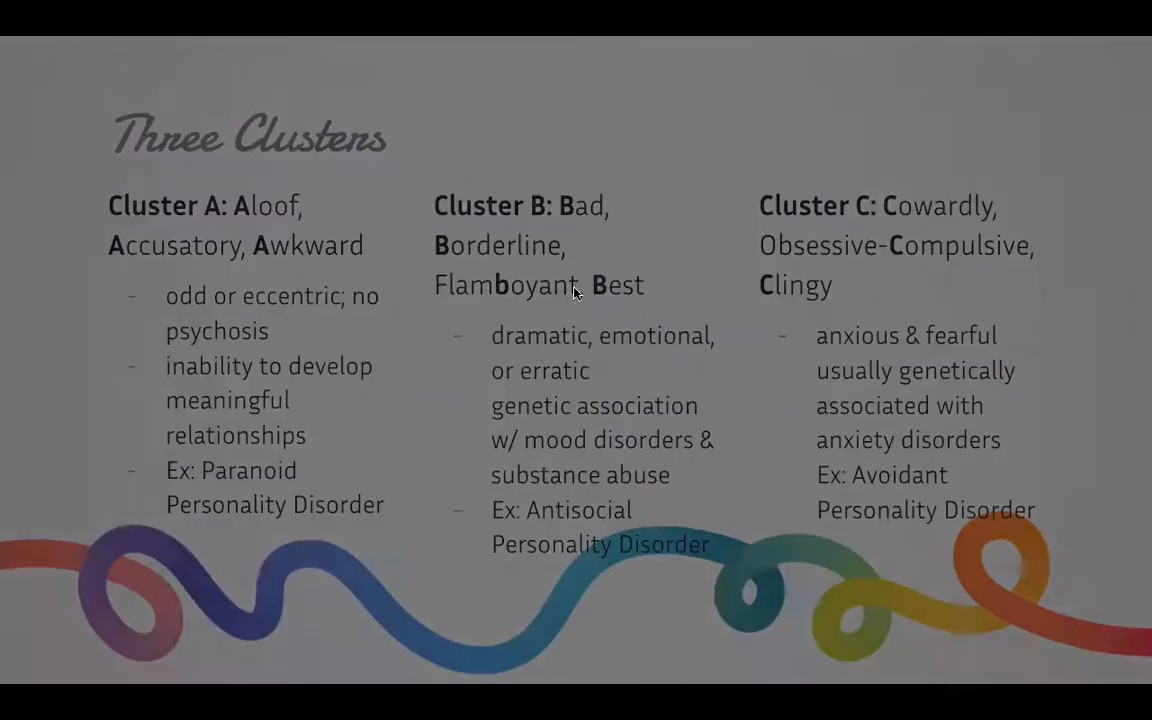 Three Clusters
Cluster A: Aloof,
Accusatory, Awkward
- odd or eccentric; no
psychosis
- inability to develop
meaningful
relationships
- Ex: Paranoid
Personality Disorder
Cluster B: Bad,
Borderline,
Flamboyant, Best
- dramatic, emotional,
or erratic
genetic association
w/ mood disorders &
substance abuse
- Ex: Antisocial
Personality Disorder
Cluster C: Cowardly,
Obsessive-Compulsive,
Clingy
- anxious & fearful
usually genetically
associated with
anxiety disorders
Ex: Avoidant
Personality Disorder